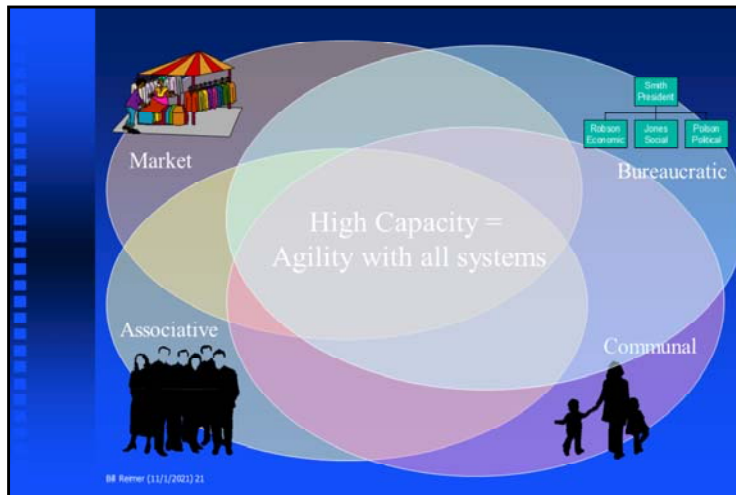 Smith
President
Robson
Economic
Jones
Social
Polson
Political
Market
Bureaucratic
High Capacity =
Agility with all systems
Associative
Communal
Bill Reimer (11/1/2021) 21